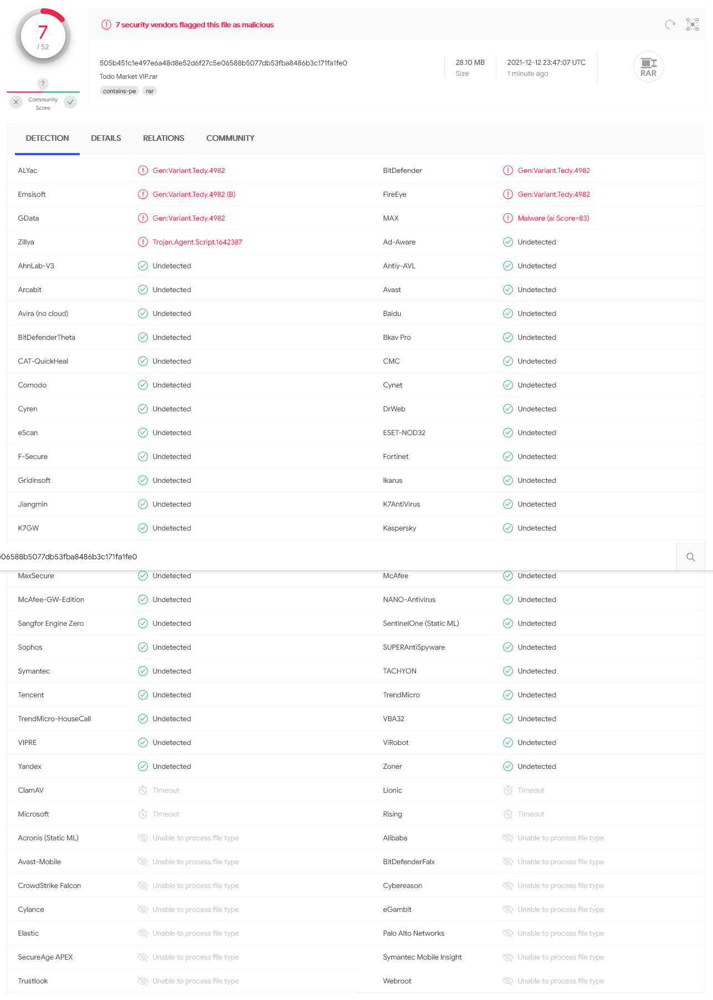 7
/ 52
?
Community
Score
7 security vendors flagged this file as malicious
505b451c1e497e6a48d8e52d6f27c5e06588b5077db53fba8486b3c171fa1fe0
Todo Market VIP.rar
contains-pe rar
28.10 MB
Size
2021-12-12 23:47:07 UTC
1 minute ago
RAR
DETECTION DETAILS RELATIONS COMMUNITY
ALYac Gen:Variant.Tedy.4982 BitDefender Gen:Variant.Tedy.4982
Emsisoft Gen:Variant.Tedy.4982 (B) FireEye Gen:Variant.Tedy.4982
GData Gen:Variant.Tedy.4982 MAX Malware (ai Score=83)
Zillya Trojan.Agent.Script.1642387 Ad-Aware Undetected
AhnLab-V3 Undetected Antiy-AVL Undetected
Arcabit Undetected Avast Undetected
Avira (no cloud) Undetected Baidu Undetected
BitDefenderTheta Undetected Bkav Pro Undetected
CAT-QuickHeal Undetected CMC Undetected
Comodo Undetected Cynet Undetected
Cyren Undetected DrWeb Undetected
eScan Undetected ESET-NOD32 Undetected
F-Secure Undetected Fortinet Undetected
Gridinsoft Undetected Ikarus Undetected
Jiangmin Undetected K7AntiVirus Undetected
K7GW Undetected Kaspersky Undetected
e06588b5077db53fba8486b3c171fa1fe0
MaxSecure Undetected McAfee Undetected
McAfee-GW-Edition Undetected NANO-Antivirus Undetected
Sangfor Engine Zero Undetected SentinelOne (Static ML) Undetected
Sophos Undetected SUPERAntiSpyware Undetected
Symantec Undetected TACHYON Undetected
Tencent Undetected TrendMicro Undetected
TrendMicro-HouseCall Undetected VBA32 Undetected
VIPRE Undetected ViRobot Undetected
Yandex Undetected Zoner Undetected
ClamAV Timeout Lionic Timeout
Microsoft Timeout Rising Timeout
Acronis (Static ML) Unable to process file type Alibaba Unable to process file type
Avast-Mobile Unable to process file type BitDefenderFalx Unable to process file type
CrowdStrike Falcon Unable to process file type Cybereason Unable to process file type
Cylance Unable to process file type eGambit Unable to process file type
Elastic Unable to process file type Palo Alto Networks Unable to process file type
SecureAge APEX Unable to process file type Symantec Mobile Insight Unable to process file type
Trustlook Unable to process file type Webroot Unable to process file type